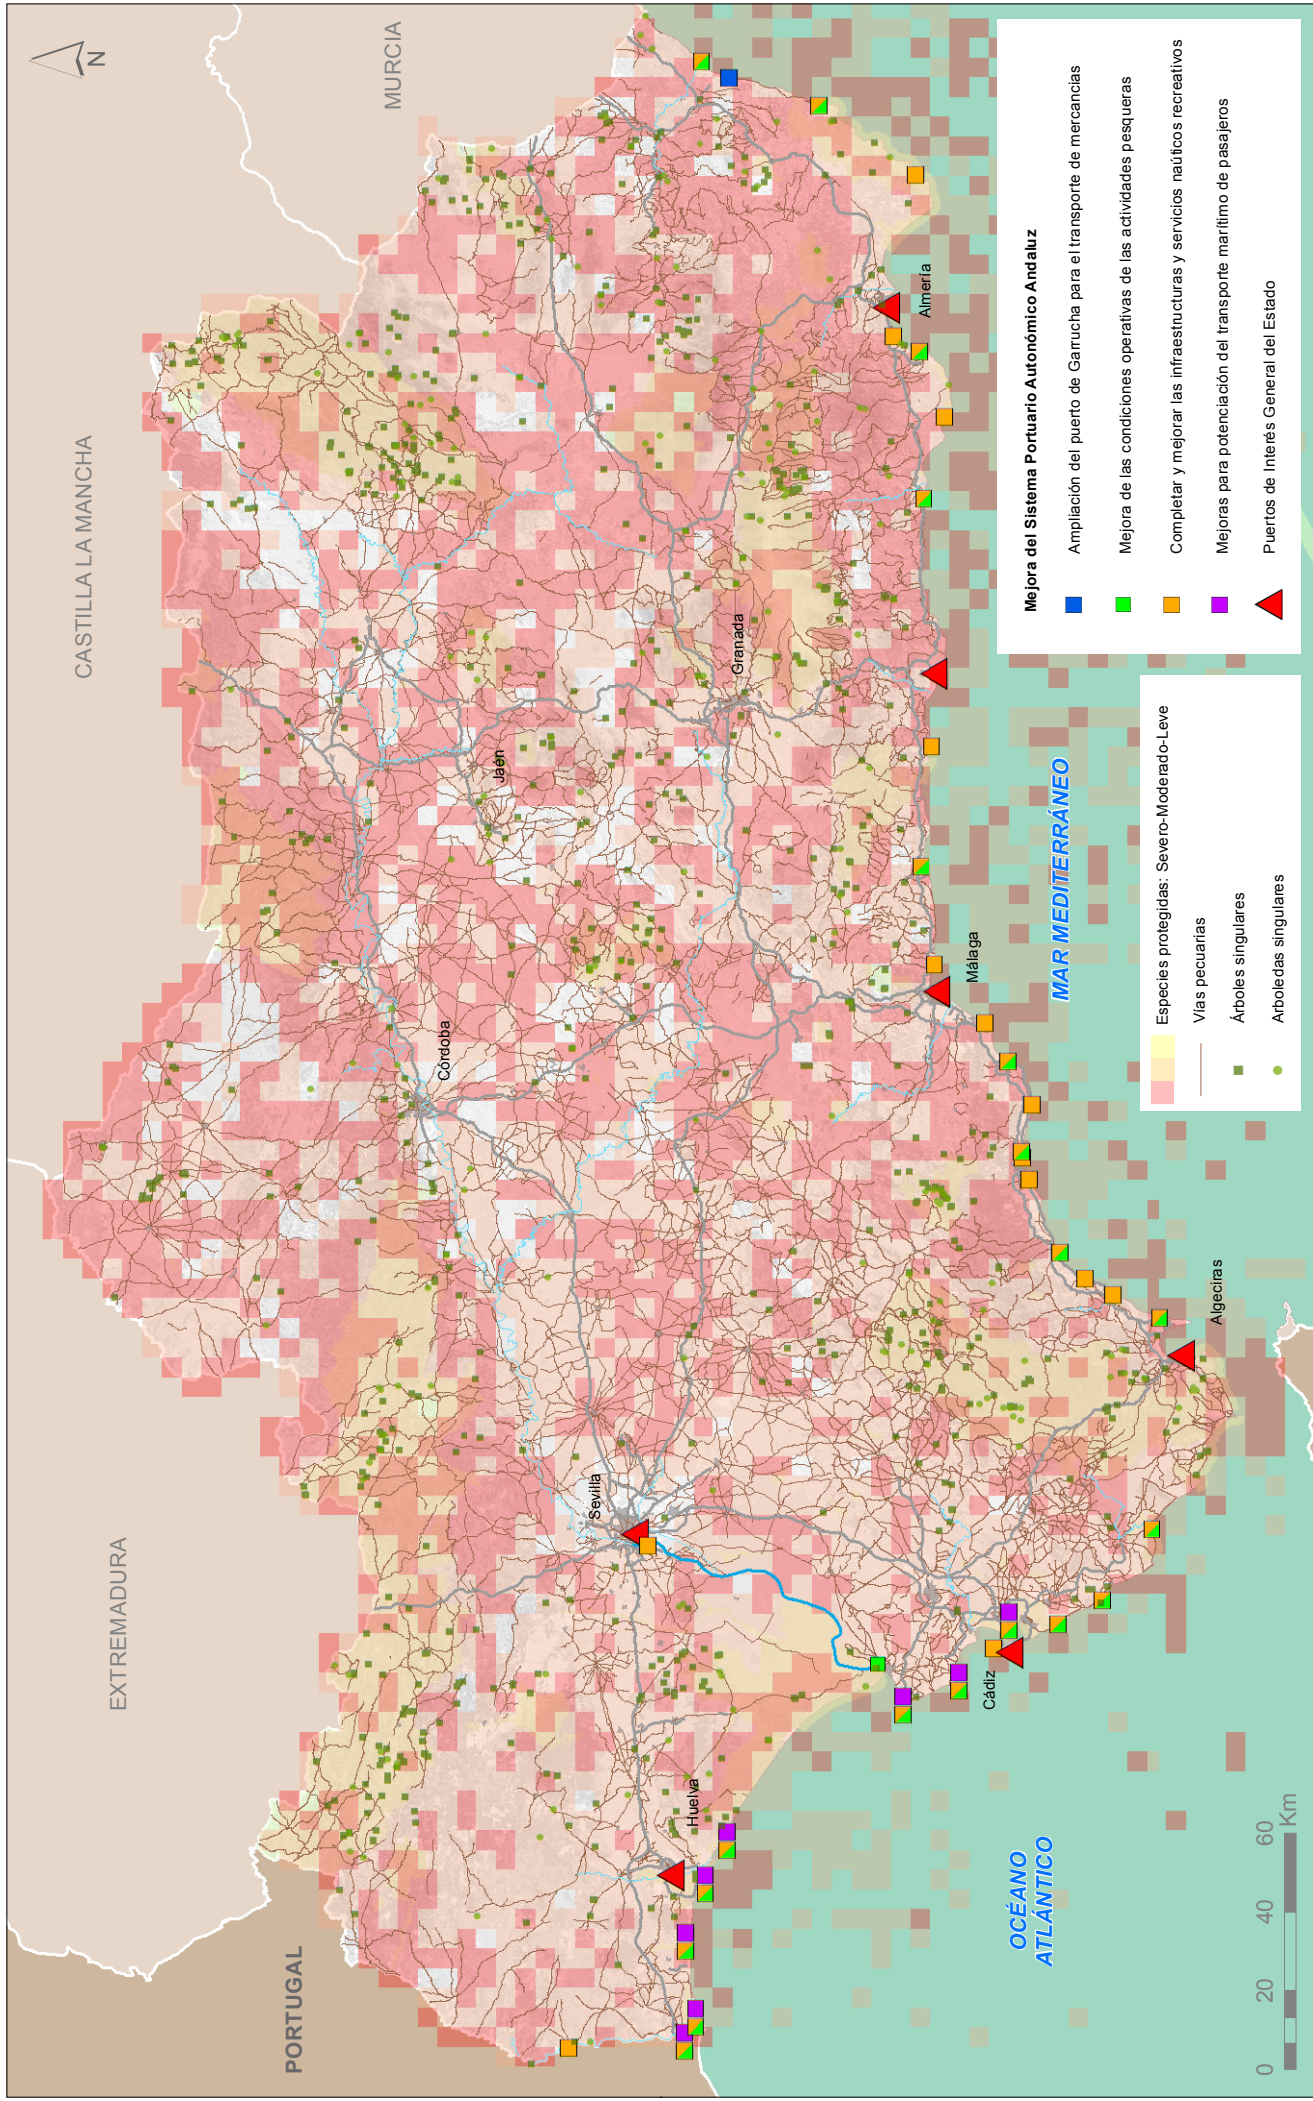 N
CASTILLA LA MANCHA
MURCIA
EXTREMADURA
PORTUGAL
Córdoba
Jaén
Sevilla
Huelva
Granada
Cádiz
Málaga
Almería
Algeciras
OCÉANO
ATLÁNTICO
MAR MEDITERRÁNEO
0 20 40 60
Km
Especies protegidas: Severo-Moderado-Leve
Vías pecuarias
Árboles singulares
Arboledas singulares
Mejora del Sistema Portuario Autonómico Andaluz
Ampliación del puerto de Garrucha para el transporte de mercancias
Mejora de las condiciones operativas de las actividades pesqueras
Completar y mejorar las infraestructuras y servicios naúticos recreativos
Mejoras para potenciación del transporte marítimo de pasajeros
Puertos de Interés General del Estado